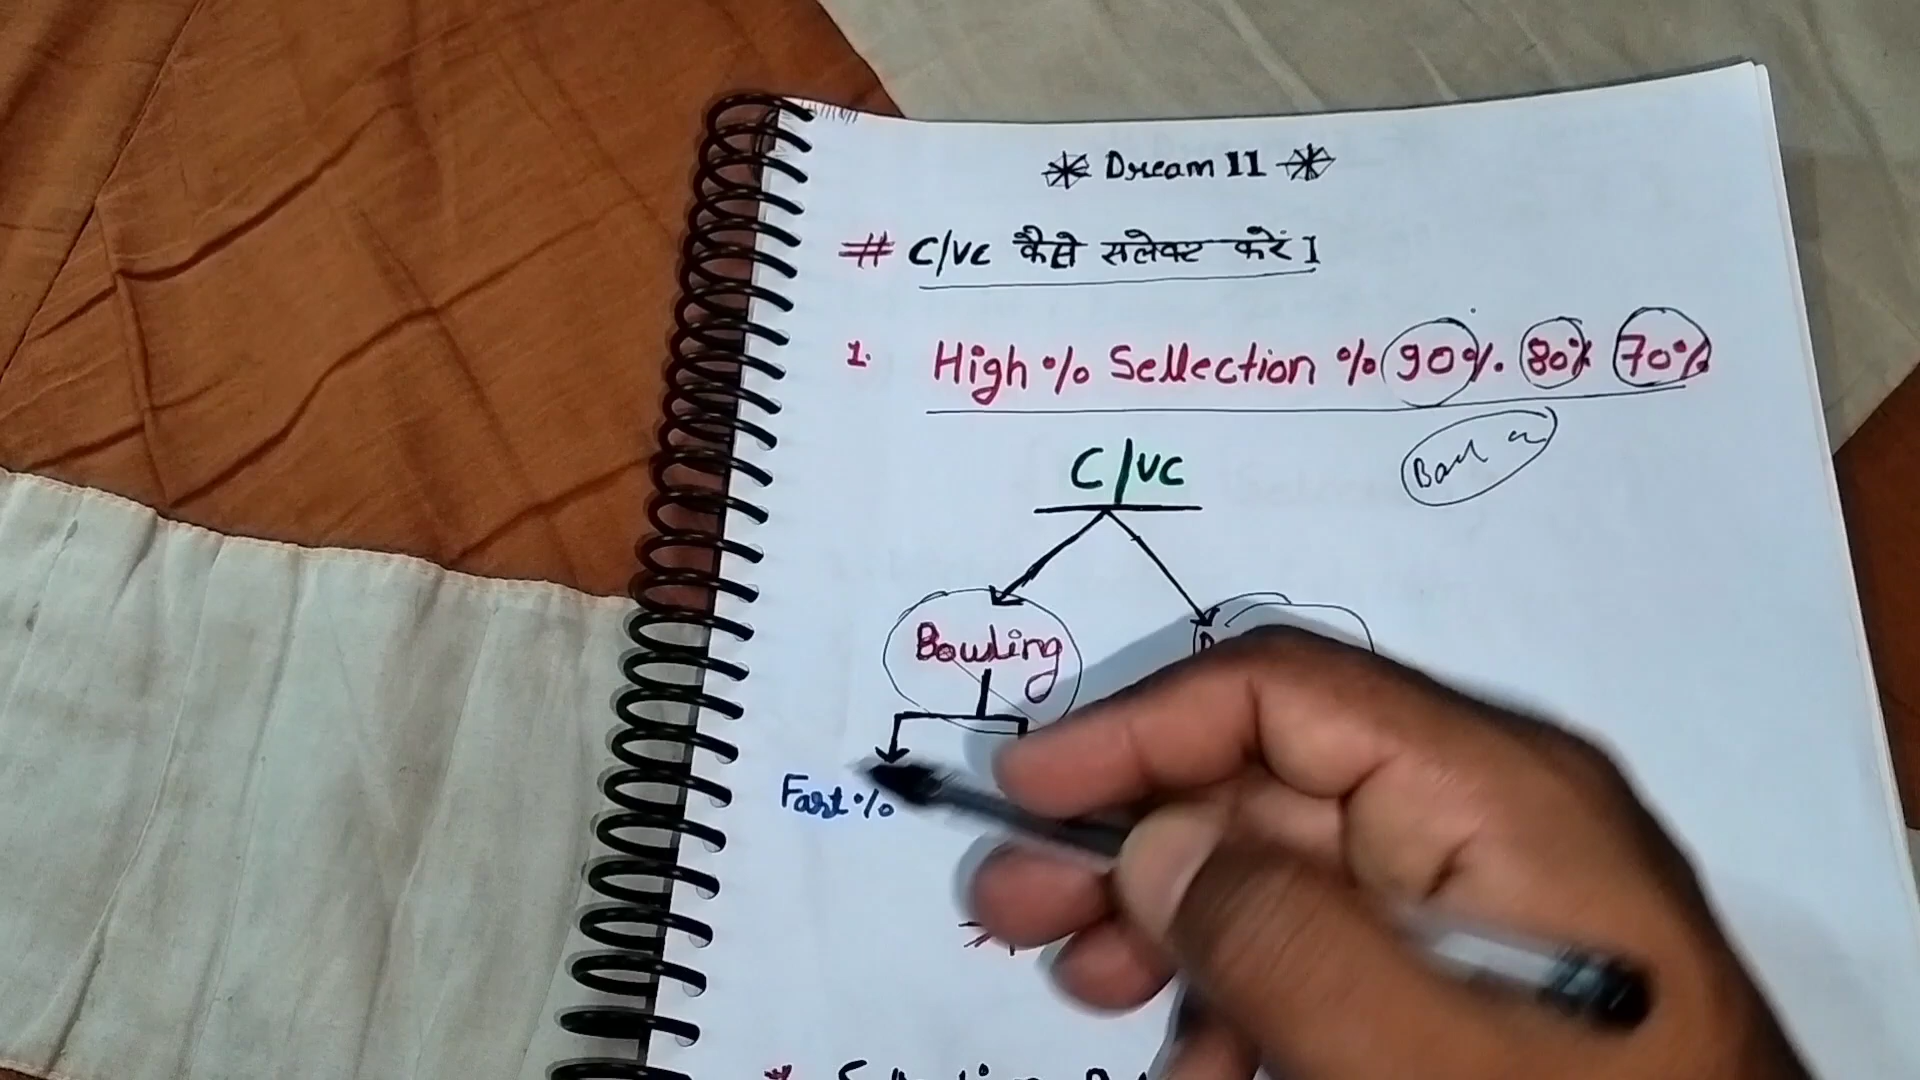 Dream 11
# C/VC कैसे सलेक्ट करें I
1. High % Sellection % 90%. 80% 70%
C/VC
Bowling
Fast %